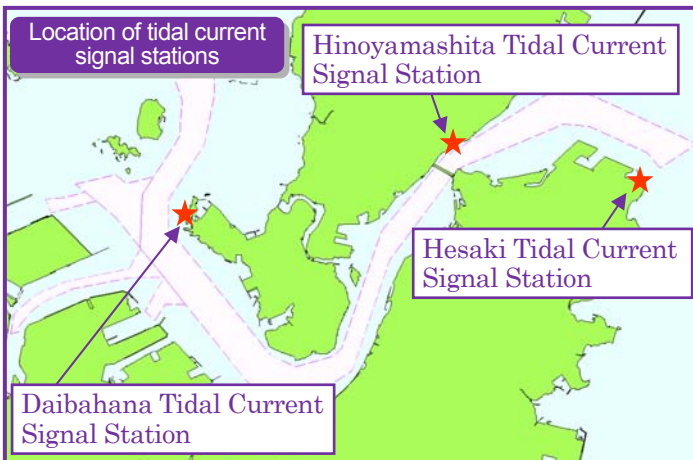 Location of tidal current
signal stations
Hinoyamashita Tidal Current
Signal Station
Hesaki Tidal Current
Signal Station
Daibahana Tidal Current
Signal Station